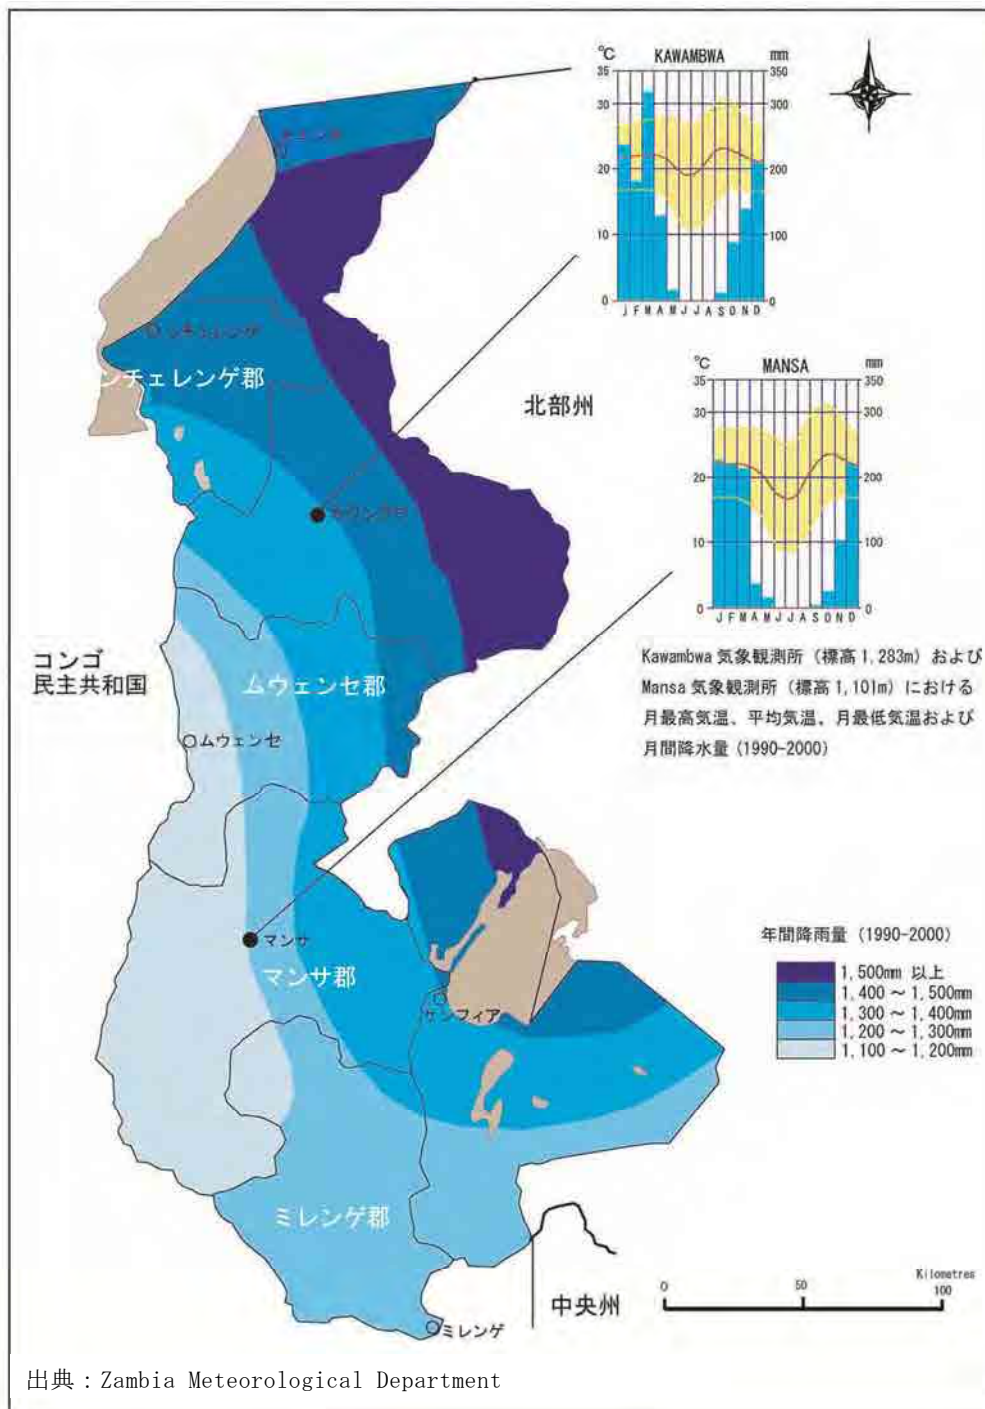 ℃ KAWAMBWA mm
35 350
30 300
20 200
10 100
0 0
J F M A M J J A S O N D
ンチェレンゲ郡
北部州
℃ MANSA mm
35 350
30 300
20 200
10 100
0 0
J F M A M J J A S O N D
コンゴ
民主共和国
ムウェンセ郡
ムウェンセ
Kawambwa 気象観測所 (標高 1,283m) および
Mansa 気象観測所 (標高 1,101m) における
月最高気温、平均気温、月最低気温および
月間降水量 (1990-2000)
マンサ
マンサ郡
サンフィア
年間降雨量 (1990-2000)
1,500mm 以上
1,400 ~ 1,500mm
1,300 ~ 1,400mm
1,200 ~ 1,300mm
1,100 ~ 1,200mm
ミレンゲ郡
Kilometres
0 50 100
中央州
ミレンゲ
出典：Zambia Meteorological Department